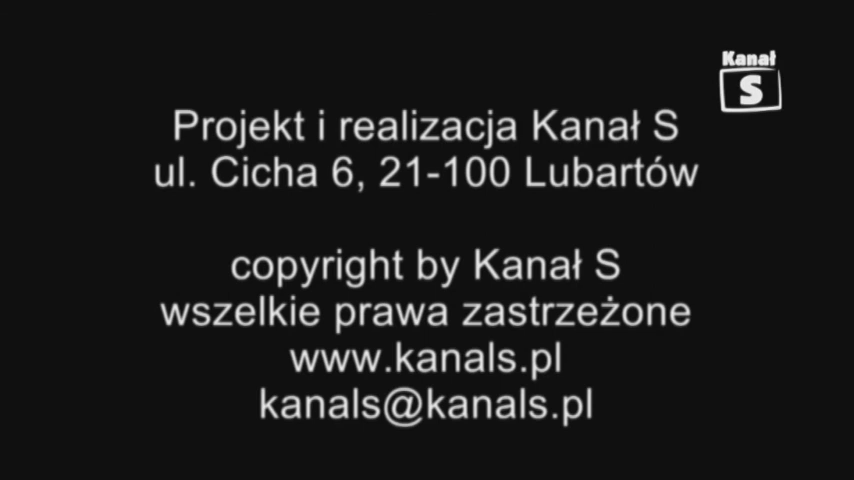 Kanał
S
Projekt i realizacja Kanał S
ul. Cicha 6, 21-100 Lubartów
copyright by Kanał S
wszelkie prawa zastrzeżone
www.kanals.pl
kanals@kanals.pl